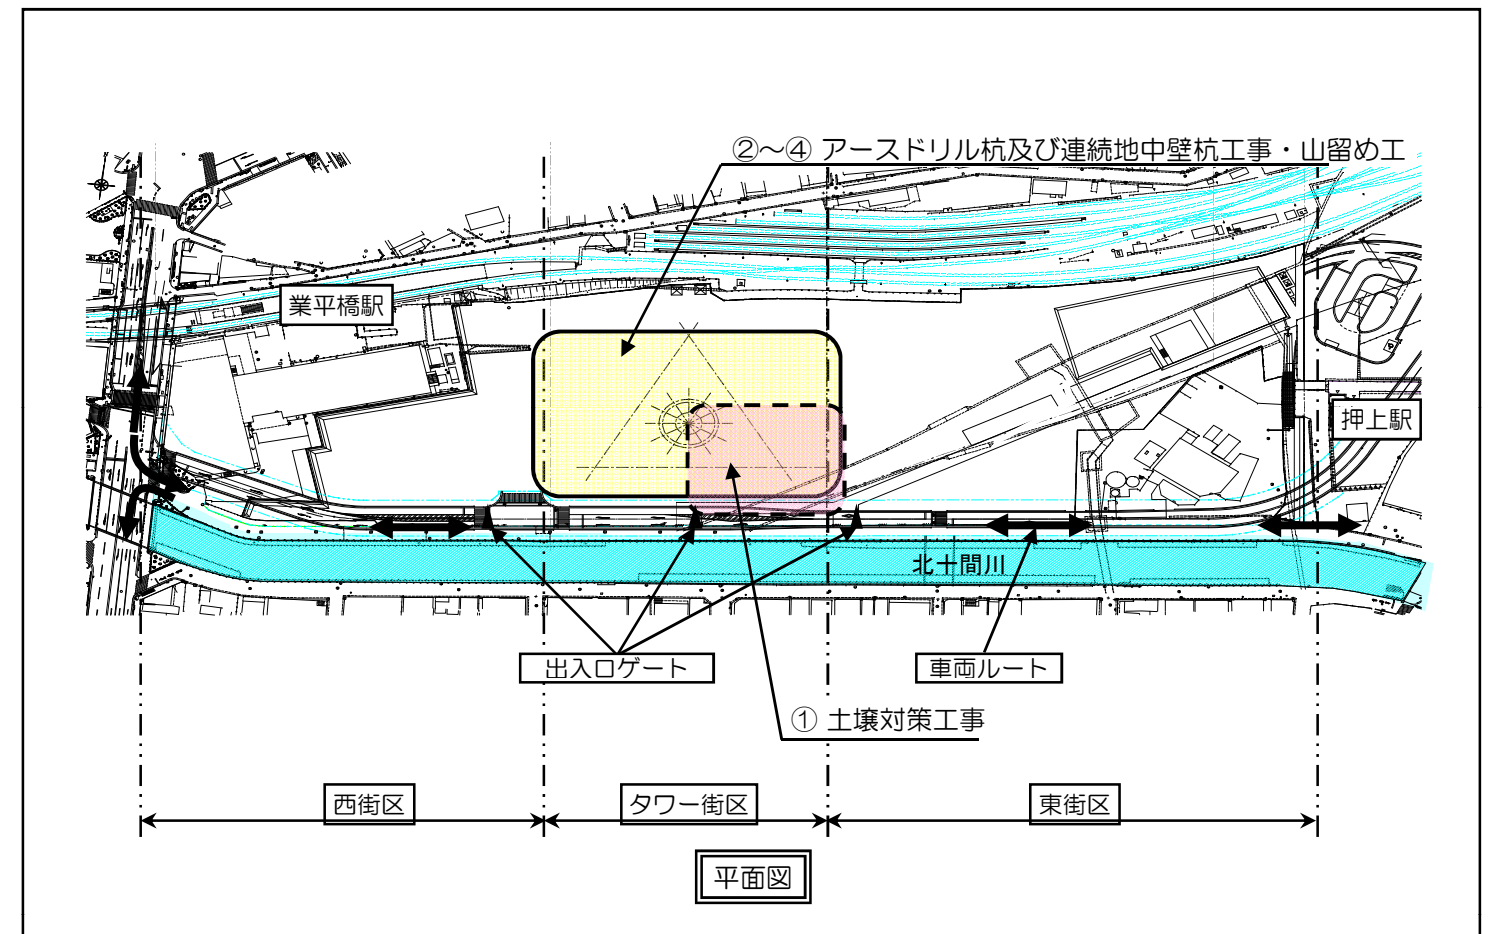 ②～④ アースドリル杭及び連続地中壁杭工事・山留め工
業平橋駅
押上駅
北十間川
出入口ゲート
車両ルート
① 土壌対策工事
西街区
タワー街区
東街区
平面図